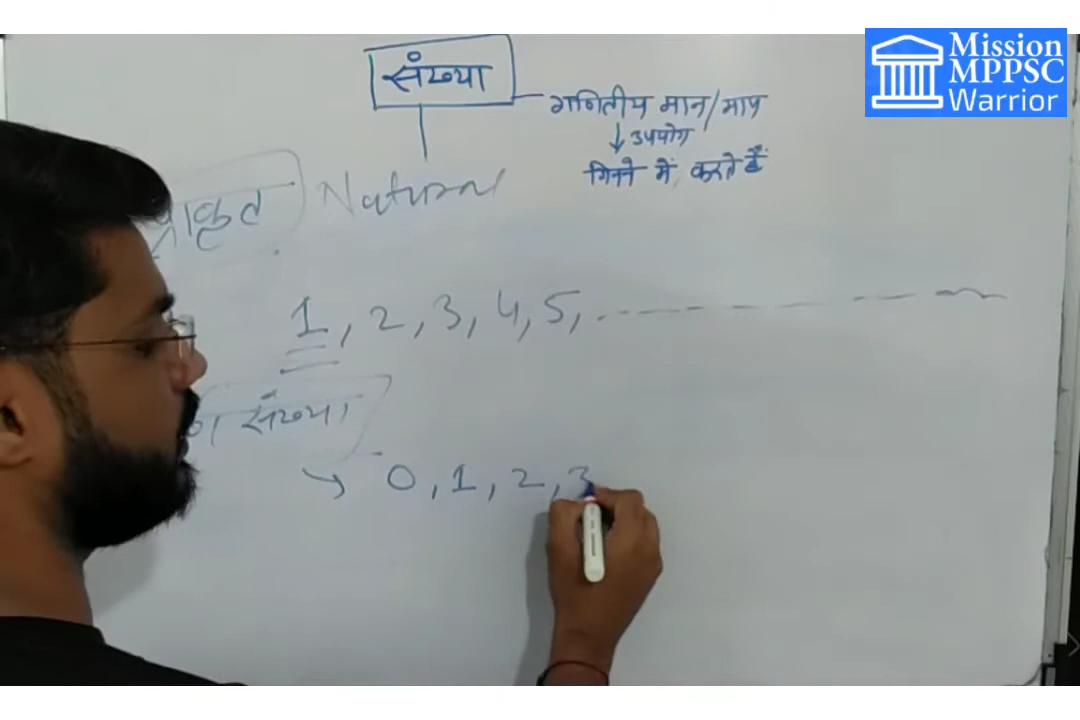 संख्या
गणितीय मान/माप
↓ उपयोग
गिनने में करते हैं
Natural
1, 2, 3, 4, 5, ----------
संख्या
→ 0, 1, 2, 3
Mission
MPPSC
Warrior